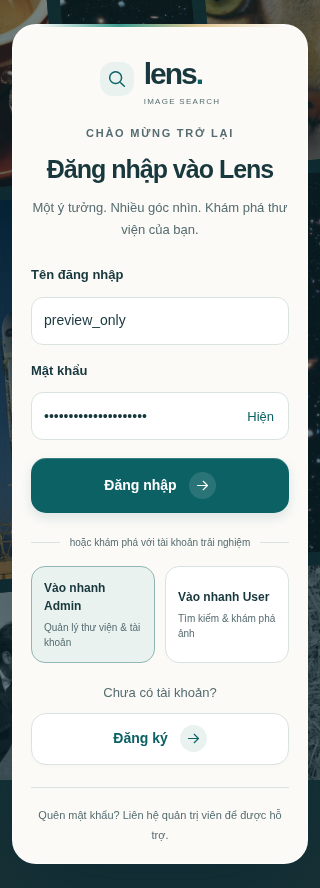 lens.
IMAGE SEARCH
CHÀO MỪNG TRỞ LẠI
Đăng nhập vào Lens
Một ý tưởng. Nhiều góc nhìn. Khám phá thư
viện của bạn.
Tên đăng nhập
preview_only
Mật khẩu
•••••••••••••••••••••
Hiện
Đăng nhập →
hoặc khám phá với tài khoản trải nghiệm
Vào nhanh
Admin
Quản lý thư viện & tài
khoản
Vào nhanh User
Tìm kiếm & khám phá
ảnh
Chưa có tài khoản?
Đăng ký →
Quên mật khẩu? Liên hệ quản trị viên để được hỗ
trợ.